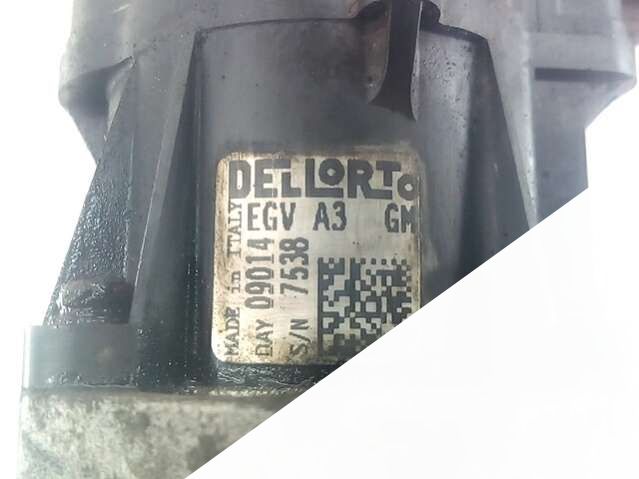 DELLORTO
EGV A3 GM
MADE in ITALY
DAY 09014
S/N 7538